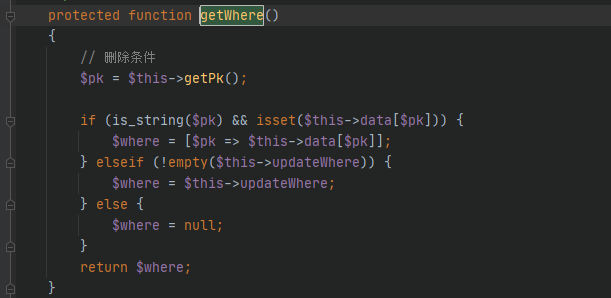 protected function getWhere()
{
// 删除条件
$pk = $this->getPk();
if (is_string($pk) && isset($this->data[$pk])) {
$where = [$pk => $this->data[$pk]];
} elseif (!empty($this->updateWhere)) {
$where = $this->updateWhere;
} else {
$where = null;
}
return $where;
}